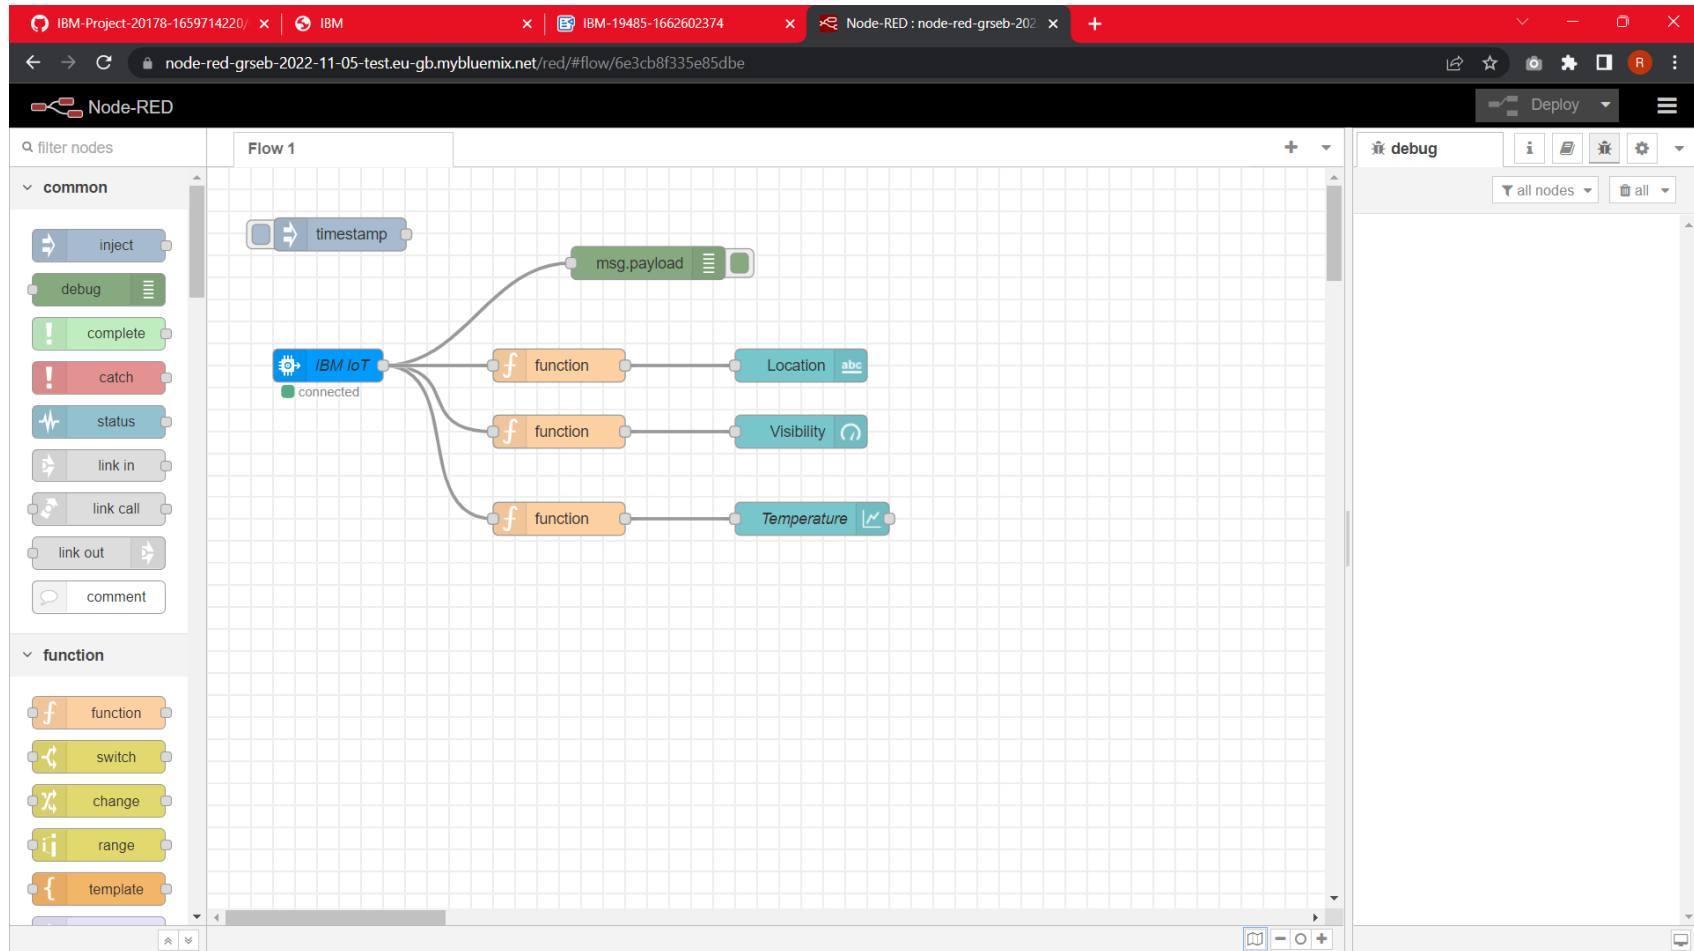 IBM-Project-20178-1659714220/
IBM
IBM-19485-1662602374
Node-RED : node-red-grseb-202
node-red-grseb-2022-11-05-test.eu-gb.mybluemix.net/red/#flow/6e3cb8f335e85dbe
R
Node-RED
Deploy
filter nodes
Flow 1
debug
i
all nodes
all
common
inject
debug
complete
catch
status
link in
link call
link out
comment
function
function
switch
change
range
template
timestamp
msg.payload
IBM IoT
connected
f function
Location
abc
f function
Visibility
f function
Temperature